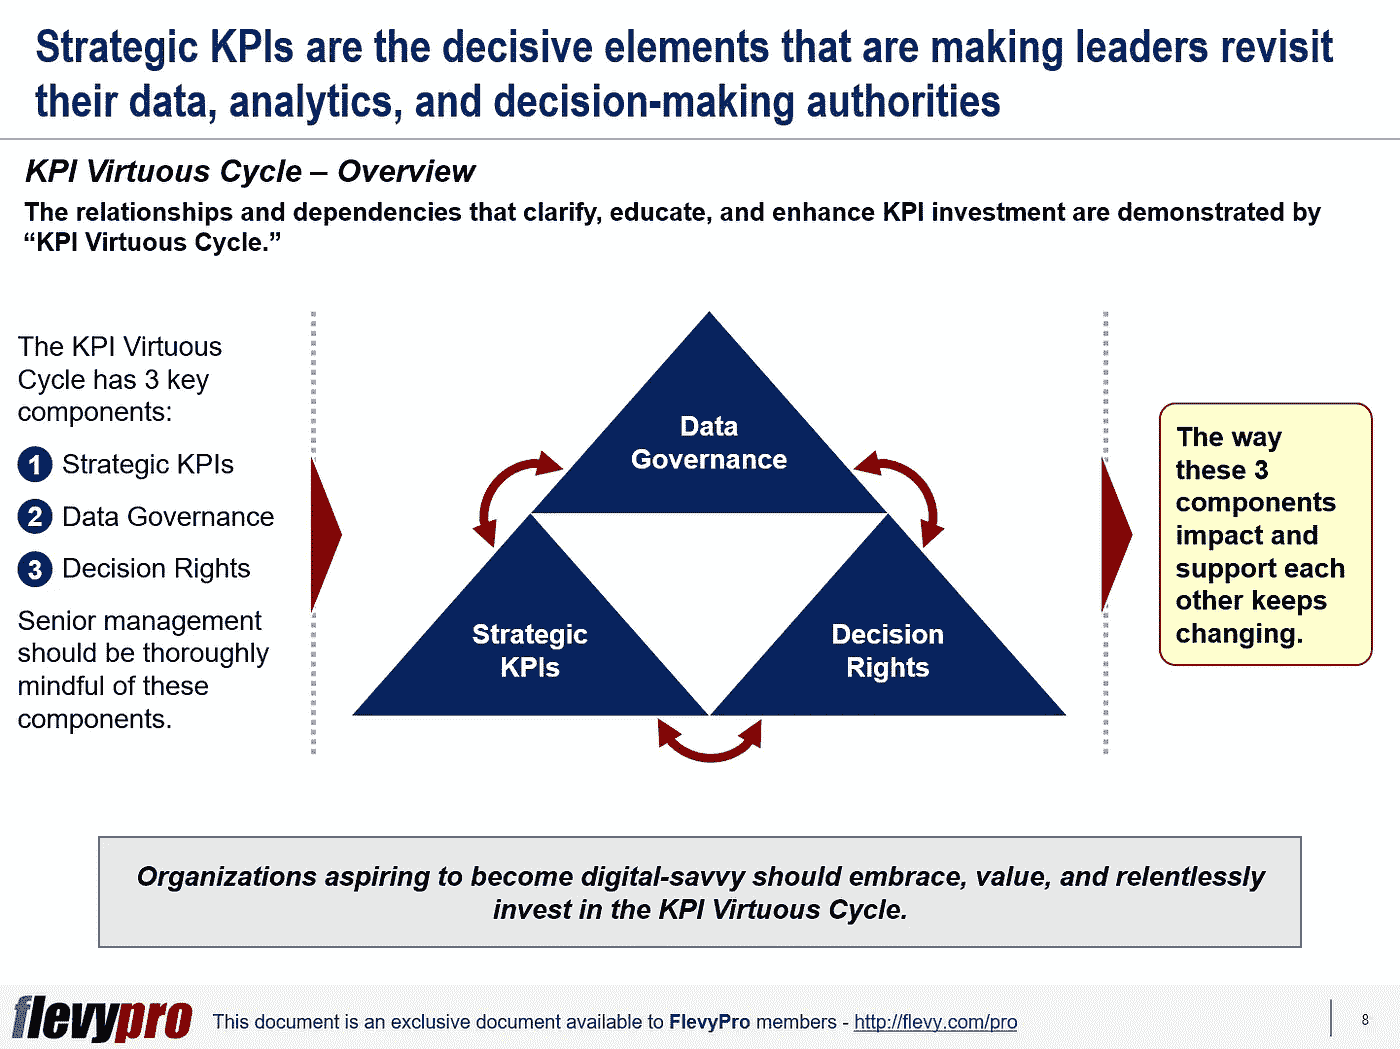 Strategic KPIs are the decisive elements that are making leaders revisit
their data, analytics, and decision-making authorities
KPI Virtuous Cycle – Overview
The relationships and dependencies that clarify, educate, and enhance KPI investment are demonstrated by
“KPI Virtuous Cycle.”
The KPI Virtuous
Cycle has 3 key
components:
1 Strategic KPIs
2 Data Governance
3 Decision Rights
Senior management
should be thoroughly
mindful of these
components.
Data
Governance
Strategic
KPIs
Decision
Rights
The way
these 3
components
impact and
support each
other keeps
changing.
Organizations aspiring to become digital-savvy should embrace, value, and relentlessly
invest in the KPI Virtuous Cycle.
flevypro
This document is an exclusive document available to FlevyPro members - http://flevy.com/pro
8